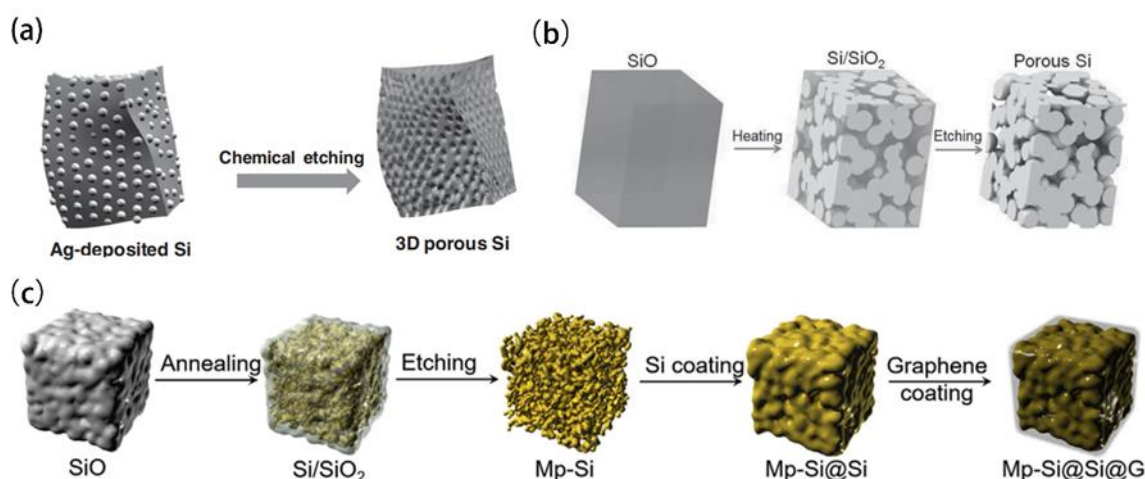 (a)
Chemical etching
Ag-deposited Si
3D porous Si
(b)
SiO
Si/SiO₂
Porous Si
Heating
Etching
(c)
Annealing
Etching
Si coating
Graphene
coating
SiO
Si/SiO₂
Mp-Si
Mp-Si@Si
Mp-Si@Si@G